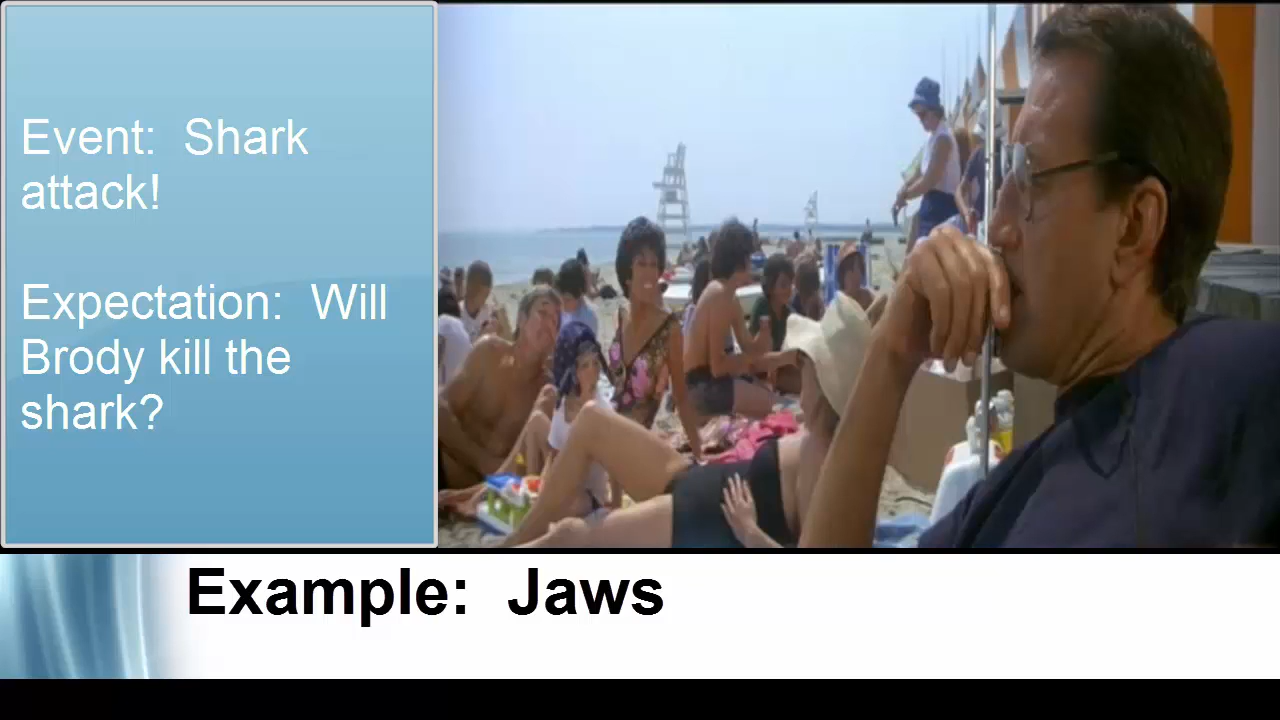 Event:  Shark
attack!
Expectation:  Will
Brody kill the
shark?
Example:  Jaws